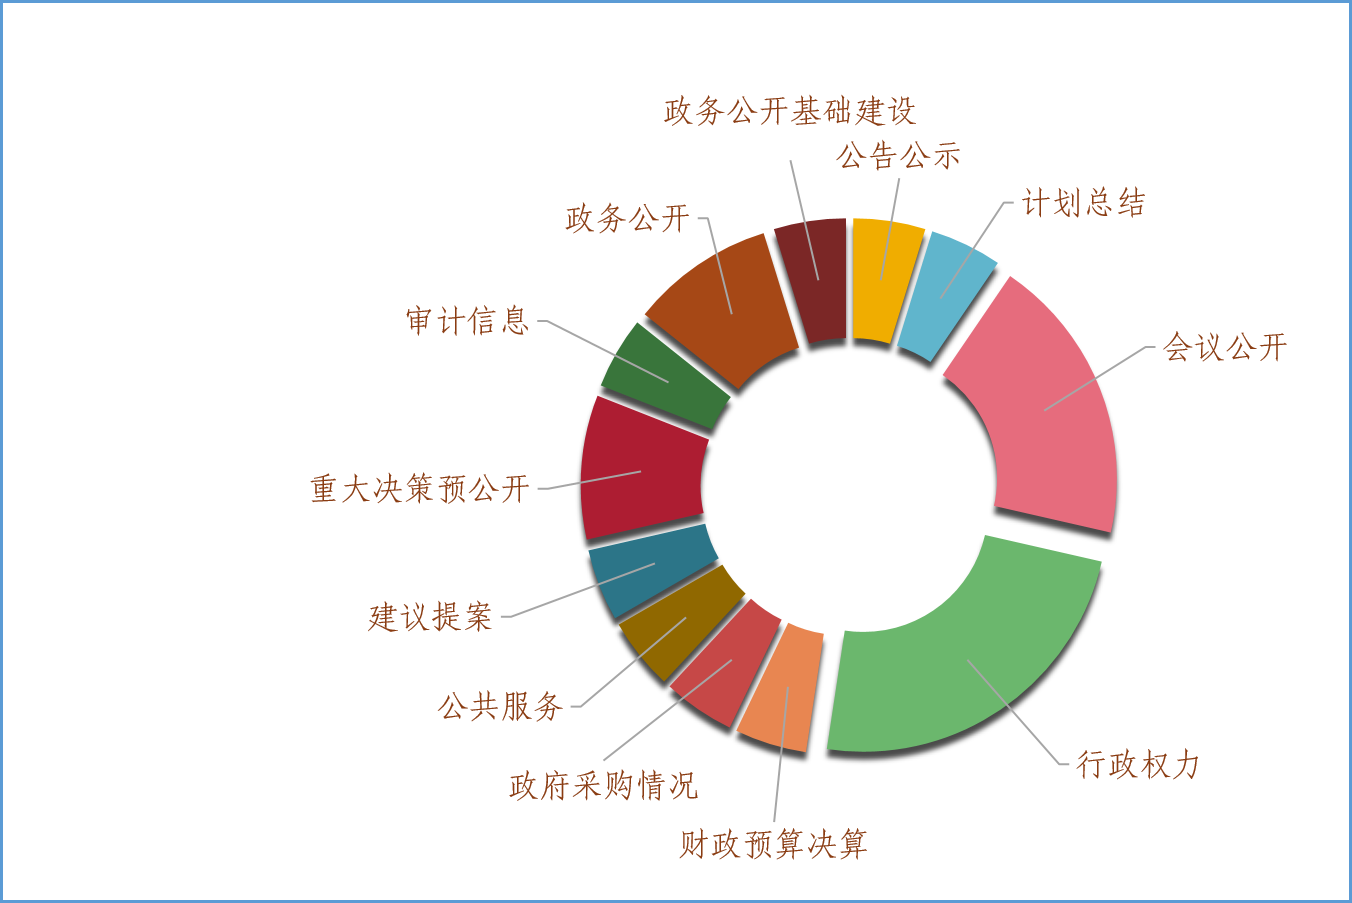 政务公开基础建设
公告公示
计划总结
政务公开
审计信息
会议公开
重大决策预公开
建议提案
公共服务
行政权力
政府采购情况
财政预算决算